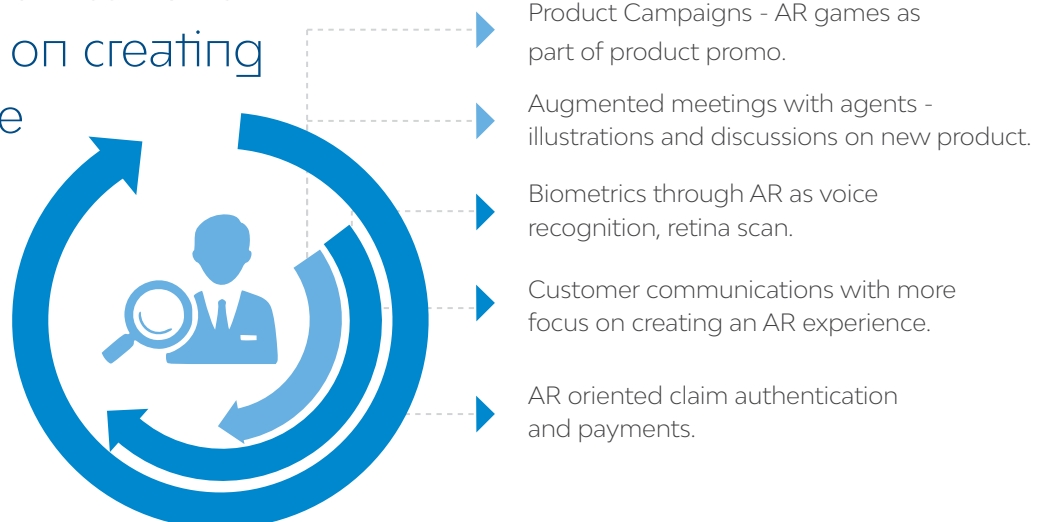 on creating
e
Product Campaigns - AR games as
part of product promo.
Augmented meetings with agents -
illustrations and discussions on new product.
Biometrics through AR as voice
recognition, retina scan.
Customer communications with more
focus on creating an AR experience.
AR oriented claim authentication
and payments.